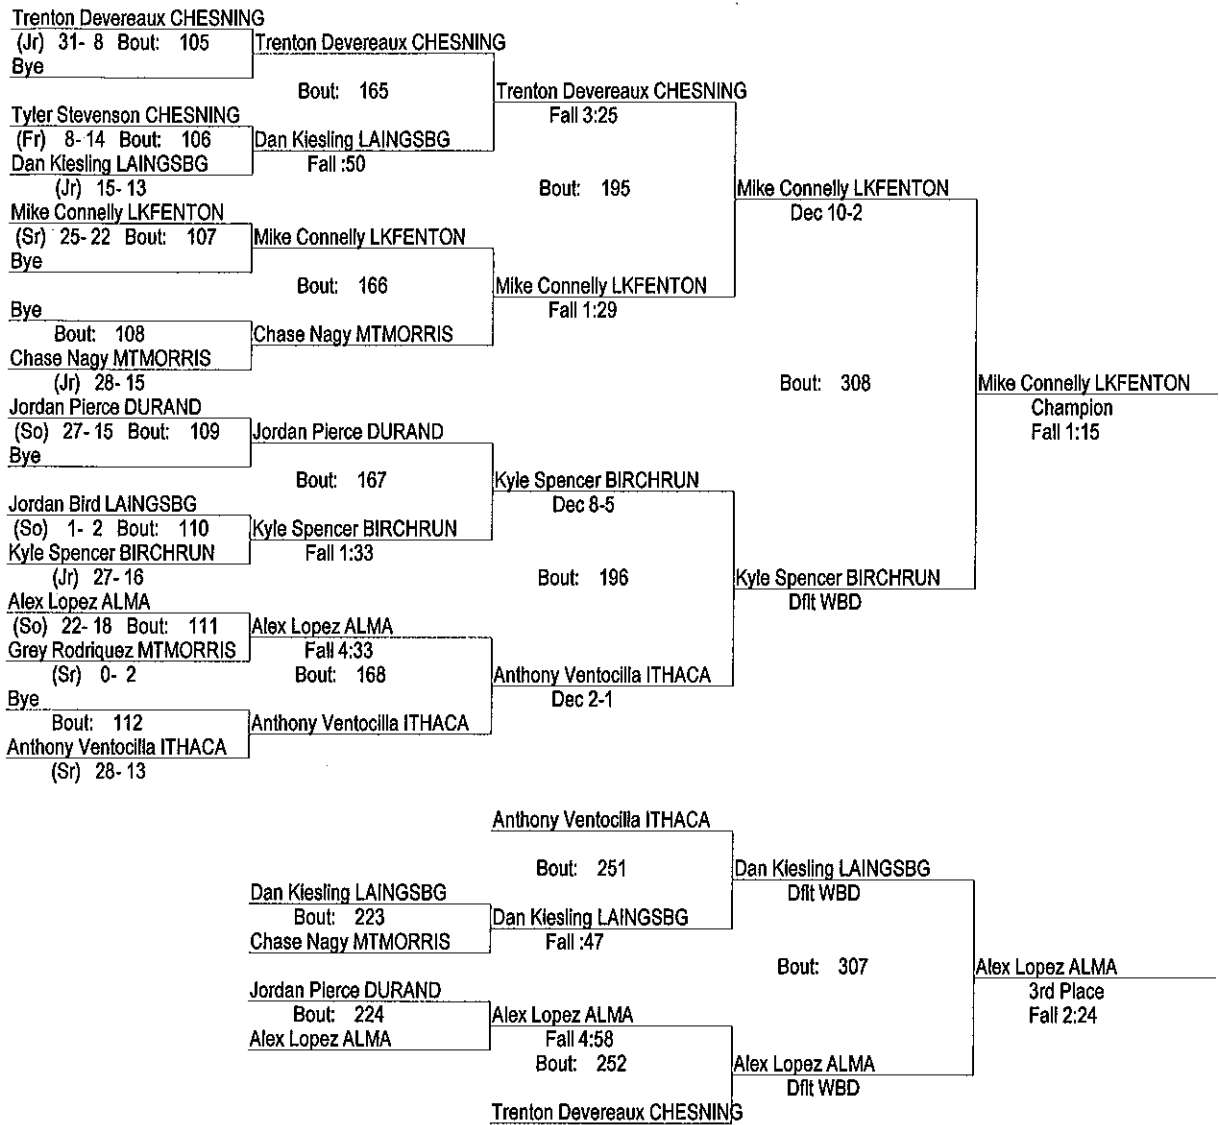 Trenton Devereaux CHESNING
(Jr) 31- 8 Bout: 105
Trenton Devereaux CHESNING
Bye
Bout: 165
Trenton Devereaux CHESNING
Fall 3:25
Tyler Stevenson CHESNING
(Fr) 8-14 Bout: 106
Dan Kiesling LAINGSBG
Dan Kiesling LAINGSBG
Fall :50
(Jr) 15- 13
Bout: 195
Mike Connelly LKFENTON
Dec 10-2
Mike Connelly LKFENTON
(Sr) 25- 22 Bout: 107
Mike Connelly LKFENTON
Bye
Bout: 166
Mike Connelly LKFENTON
Fall 1:29
Bye
Bout: 108
Chase Nagy MTMORRIS
Chase Nagy MTMORRIS
(Jr) 28- 15
Bout: 308
Mike Connelly LKFENTON
Champion
Fall 1:15
Jordan Pierce DURAND
(So) 27- 15 Bout: 109
Jordan Pierce DURAND
Bye
Bout: 167
Kyle Spencer BIRCHRUN
Dec 8-5
Jordan Bird LAINGSBG
(So) 1- 2 Bout: 110
Kyle Spencer BIRCHRUN
Kyle Spencer BIRCHRUN
Fall 1:33
(Jr) 27- 16
Bout: 196
Kyle Spencer BIRCHRUN
Dflt WBD
Alex Lopez ALMA
(So) 22- 18 Bout: 111
Alex Lopez ALMA
Grey Rodriquez MTMORRIS
Fall 4:33
(Sr) 0- 2
Bout: 168
Anthony Ventocilla ITHACA
Dec 2-1
Bye
Bout: 112
Anthony Ventocilla ITHACA
Anthony Ventocilla ITHACA
(Sr) 28- 13
Anthony Ventocilla ITHACA
Bout: 251
Dan Kiesling LAINGSBG
Dflt WBD
Dan Kiesling LAINGSBG
Bout: 223
Dan Kiesling LAINGSBG
Chase Nagy MTMORRIS
Fall :47
Bout: 307
Alex Lopez ALMA
3rd Place
Fall 2:24
Jordan Pierce DURAND
Bout: 224
Alex Lopez ALMA
Alex Lopez ALMA
Fall 4:58
Bout: 252
Alex Lopez ALMA
Dflt WBD
Trenton Devereaux CHESNING